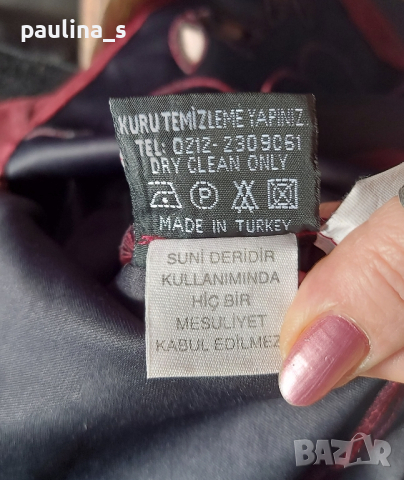 paulina_s
KURU TEMİZLEME YAPINIZ
TEL: 0212-2309061
DRY CLEAN ONLY
P
MADE IN TURKEY
SUNİ DERİDİR
KULLANIMINDA
HİÇ BİR
MESULİYET
KABUL EDİLMEZ
BAZAR